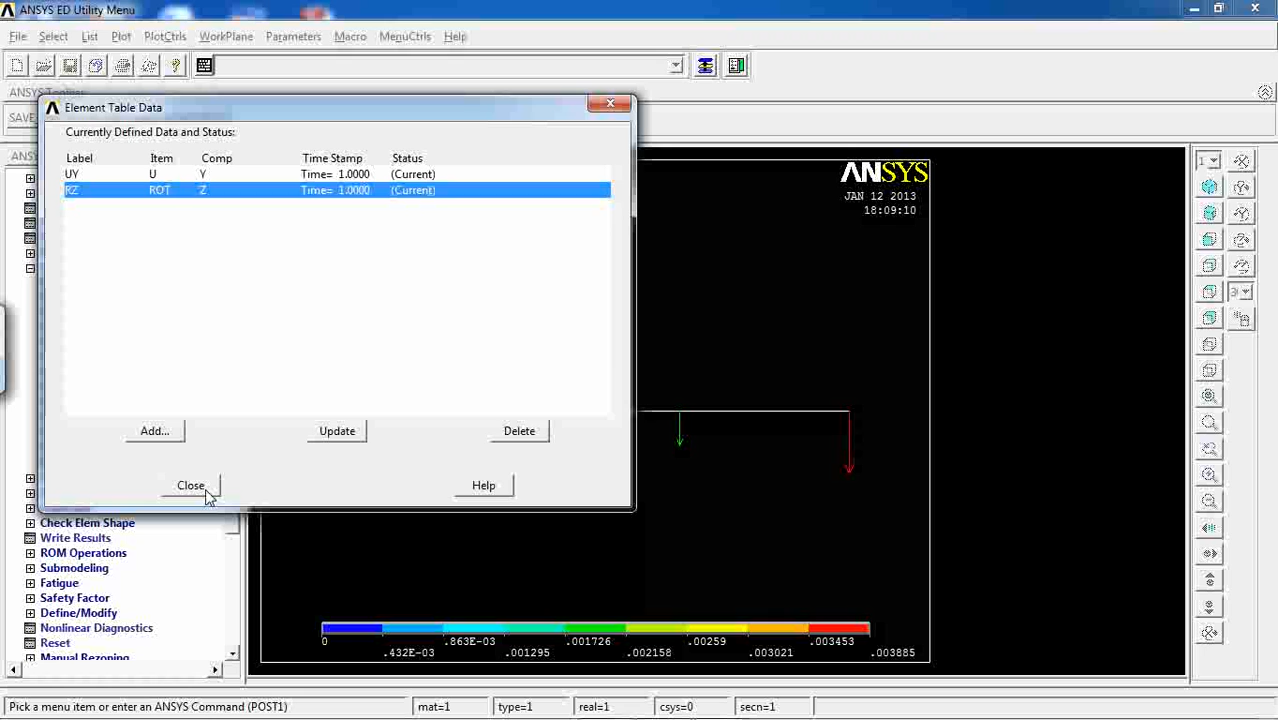 ANSYS ED Utility Menu
File Select List Plot PlotCtrls WorkPlane Parameters Macro MenuCtrls Help
ANSYS Toolbar
SAVE
Element Table Data
Currently Defined Data and Status:
Label Item Comp Time Stamp Status
UY U Y Time= 1.0000 (Current)
RZ ROT Z Time= 1.0000 (Current)
Add... Update Delete
Close Help
ANS
Check Elem Shape
Write Results
ROM Operations
Submodeling
Fatigue
Safety Factor
Define/Modify
Nonlinear Diagnostics
Reset
Manual Rezoning
ANSYS
JAN 12 2013
18:09:10
0 .863E-03 .001726 .00259 .003453
.432E-03 .001295 .002158 .003021 .003885
1
Pick a menu item or enter an ANSYS Command (POST1) mat=1 type=1 real=1 csys=0 secn=1